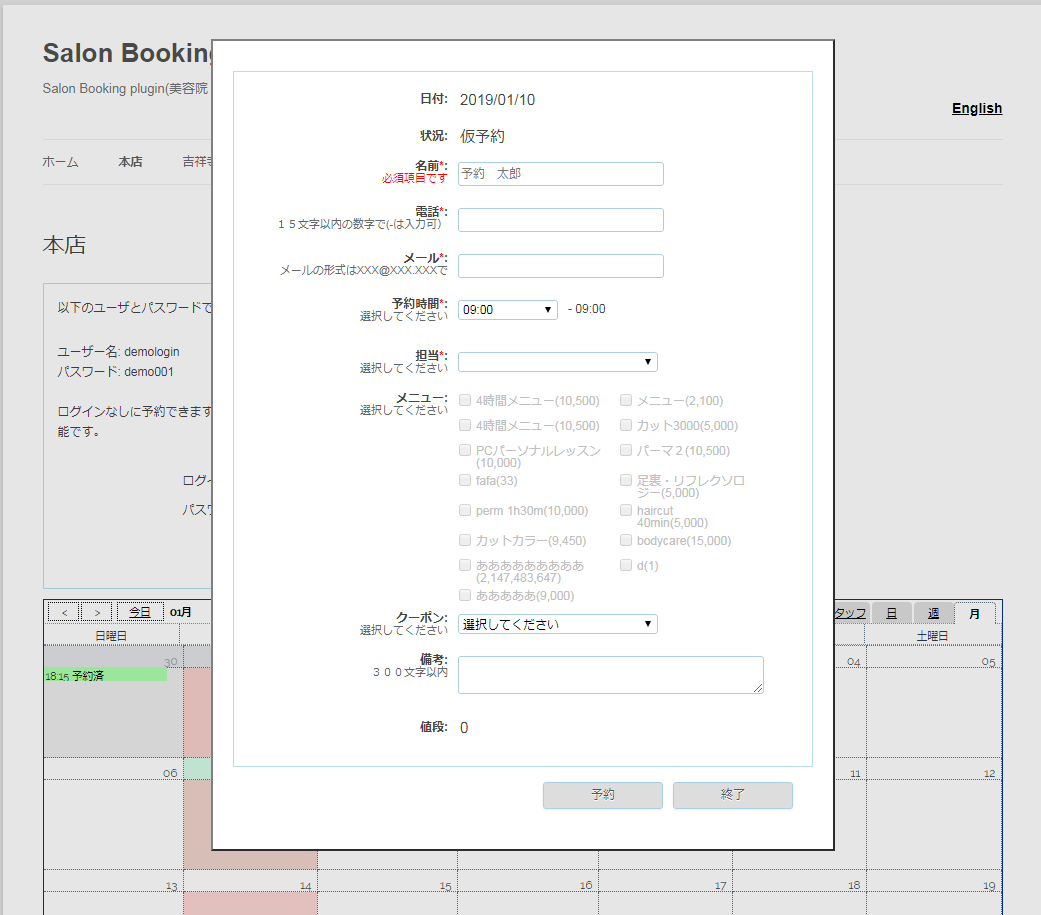 Salon Booking
Salon Booking plugin(美容院
English
ホーム 本店 吉祥寺
本店
以下のユーザとパスワードで
ユーザー名: demologin
パスワード: demo001
ログインなしに予約できます
能です。
ログイ
パスワ
日付: 2019/01/10
状況: 仮予約
名前*: 予約　太郎
必須項目です
電話*:
１５文字以内の数字で(-は入力可)
メール*:
メールの形式はXXX@XXX.XXXで
予約時間*: 09:00 - 09:00
選択してください
担当*:
選択してください
メニュー:
選択してください
4時間メニュー(10,500) メニュー(2,100)
4時間メニュー(10,500) カット3000(5,000)
PCパーソナルレッスン パーマ２(10,500)
(10,000)
fafa(33) 足裏・リフレクソロ
ジー(5,000)
perm 1h30m(10,000) haircut
40min(5,000)
カットカラー(9,450) bodycare(15,000)
あああああああああ d(1)
(2,147,483,647)
あああああ(9,000)
クーポン: 選択してください
選択してください
備考:
３００文字以内
値段: 0
予約 終了
< > 今日 01月 タッフ 日 週 月
日曜日 土曜日
30 04 05
18:15 予約済
06 11 12
13 14 15 16 17 18 19